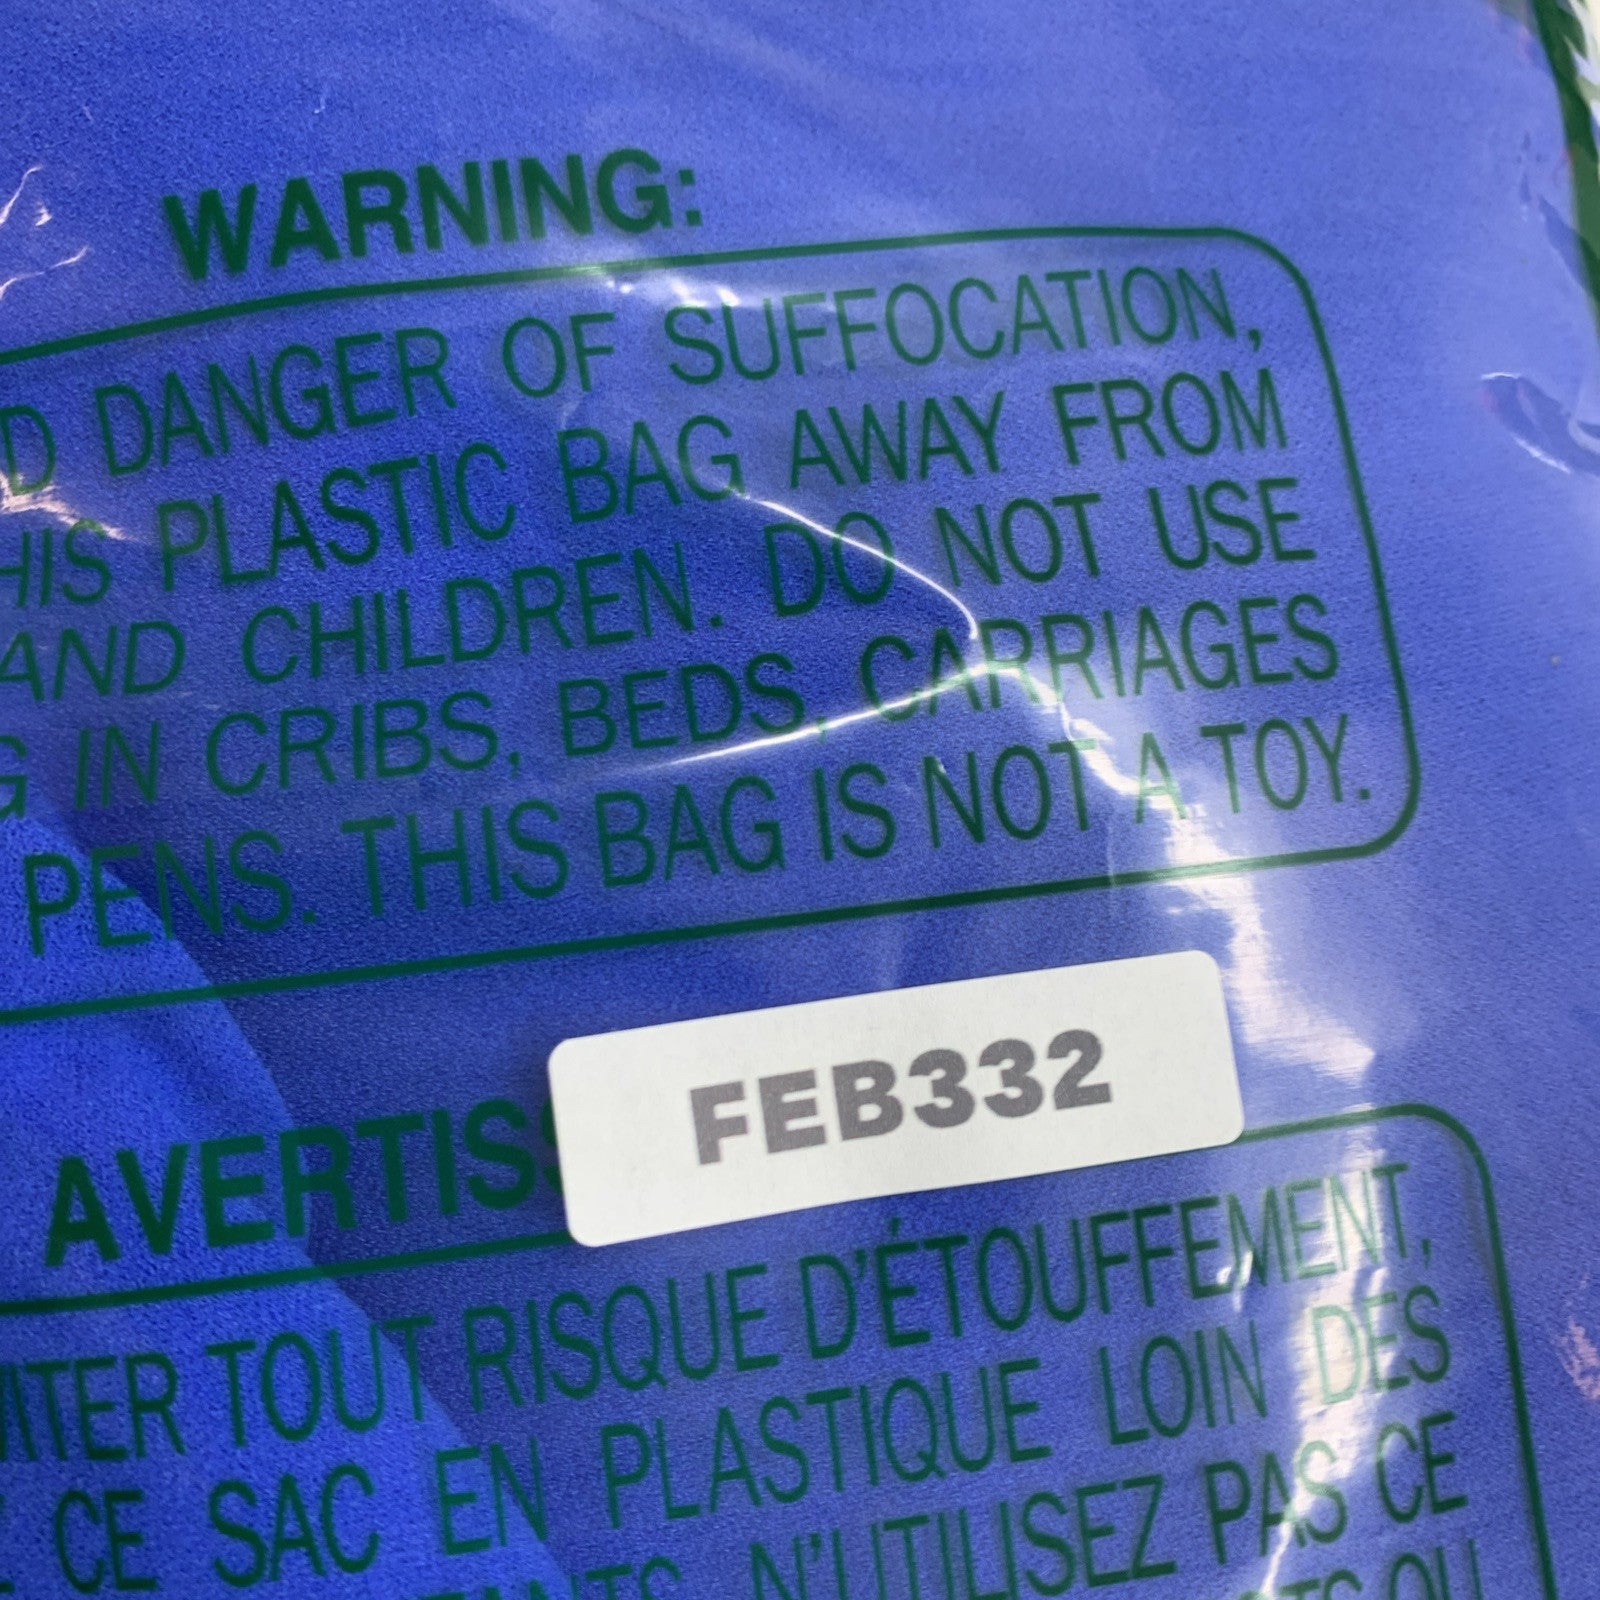 WARNING:
D DANGER OF SUFFOCATION,
HIS PLASTIC BAG AWAY FROM
AND CHILDREN. DO NOT USE
G IN CRIBS, BEDS, CARRIAGES
PENS. THIS BAG IS NOT A TOY.
FEB332
AVERTIS
ITER TOUT RISQUE D'ÉTOUFFEMENT,
CE SAC EN PLASTIQUE LOIN DES
N'UTILISEZ PAS CE
OU